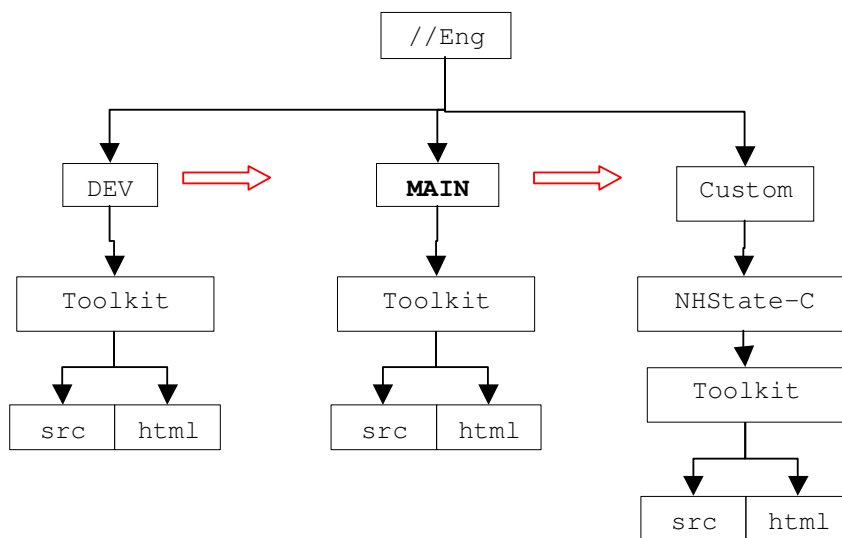 //Eng
DEV
MAIN
Custom
Toolkit
Toolkit
NHState-C
Toolkit
src html
src html
src html